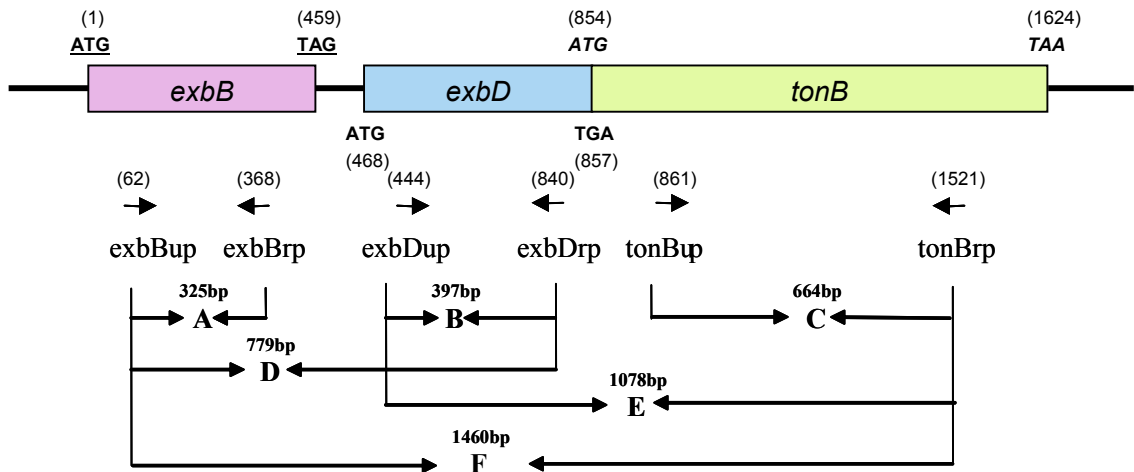 (1) (459) (854) (1624)
ATG TAG ATG TAA
exbB exbD tonB
ATG TGA
(468) (857)
(62) (368) (444) (840) (861) (1521)
exbBup exbBrp exbDup exbDrp tonBup tonBrp
325bp 397bp 664bp
A B C
779bp
D
1078bp
E
1460bp
F